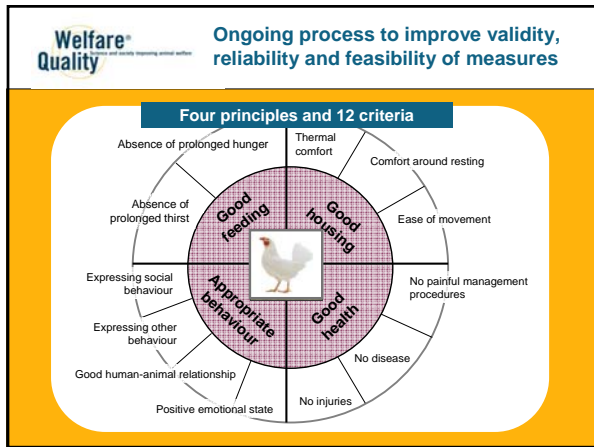 Welfare®
Quality
Science and society improving animal welfare
Ongoing process to improve validity,
reliability and feasibility of measures
Four principles and 12 criteria
Absence of prolonged hunger
Thermal
comfort
Comfort around resting
Absence of
prolonged thirst
Ease of movement
Good
feeding
Good
housing
Expressing social
behaviour
No painful management
procedures
Appropriate
behaviour
Good
health
Expressing other
behaviour
No disease
Good human-animal relationship
No injuries
Positive emotional state